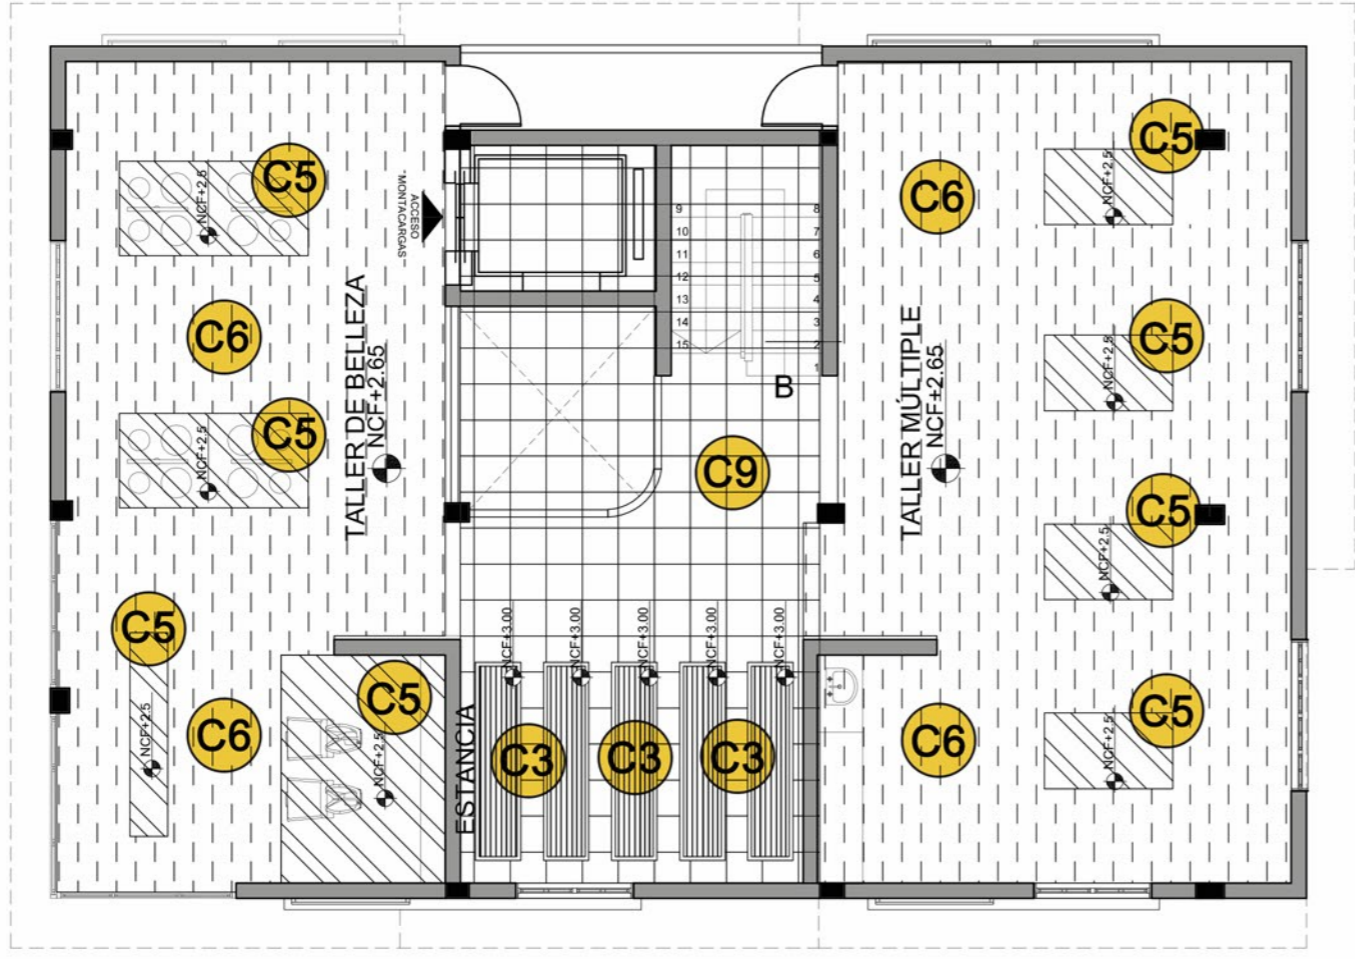 C5
C5
C6
C6
C5
C5
C5
C6
C5
C9
C5
C5
C5
C5
C6
C6
C3
C3
C3
NCF+2.5
NCF+2.5
NCF+2.5
NCF+2.5
TALLER DE BELLEZA
NCF+2.65
ACCESO
"MONTACARGAS"
9
10
11
12
13
14
15
8
7
6
5
4
3
2
1
B
TALLER MÚLTIPLE
NCF±2.65
NCF+2.5
NCF+2.5
NCF+2.5
NCF+2.5
NCF+3.00
NCF+3.00
NCF+3.00
NCF+3.00
NCF+3.00
ESTANCIA